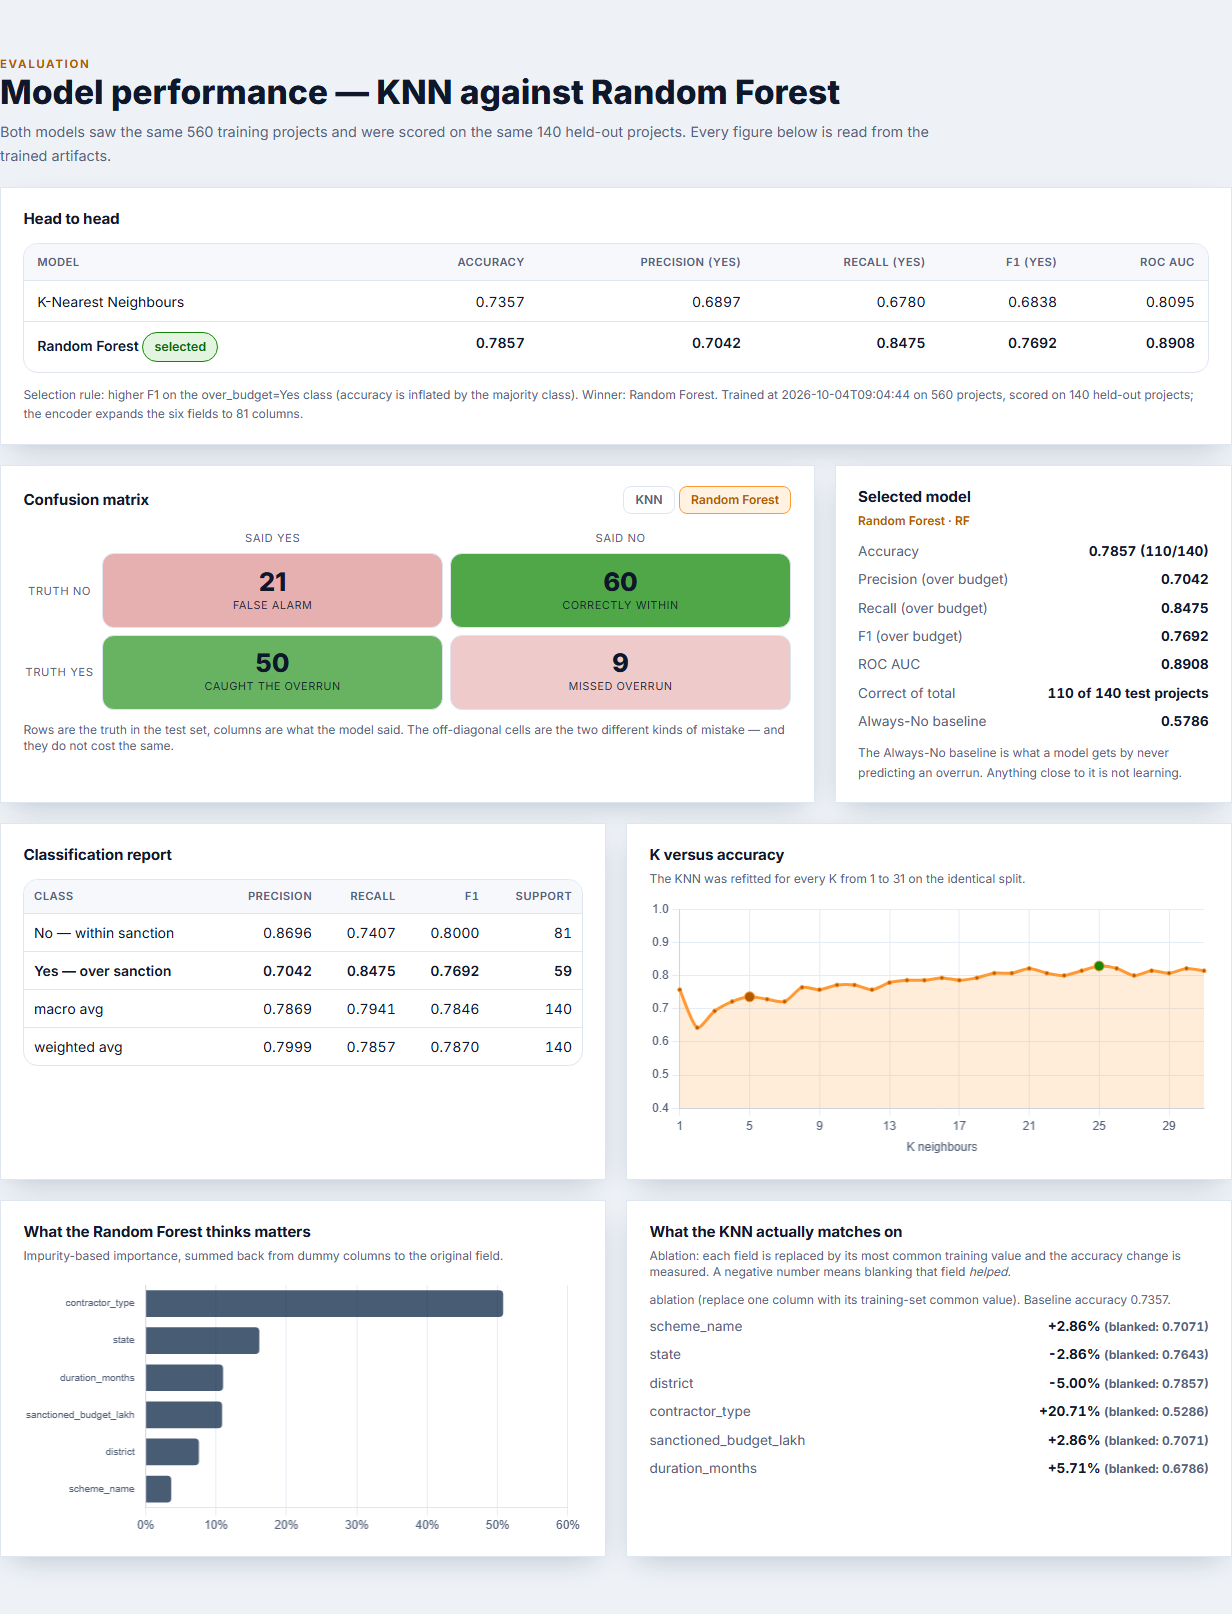 EVALUATION
Model performance — KNN against Random Forest
Both models saw the same 560 training projects and were scored on the same 140 held-out projects. Every figure below is read from the
trained artifacts.
Head to head
MODEL ACCURACY PRECISION (YES) RECALL (YES) F1 (YES) ROC AUC
K-Nearest Neighbours 0.7357 0.6897 0.6780 0.6838 0.8095
Random Forest selected 0.7857 0.7042 0.8475 0.7692 0.8908
Selection rule: higher F1 on the over_budget=Yes class (accuracy is inflated by the majority class). Winner: Random Forest. Trained at 2026-10-04T09:04:44 on 560 projects, scored on 140 held-out projects;
the encoder expands the six fields to 81 columns.
Confusion matrix
KNN Random Forest
SAID YES SAID NO
TRUTH NO
21
FALSE ALARM
60
CORRECTLY WITHIN
TRUTH YES
50
CAUGHT THE OVERRUN
9
MISSED OVERRUN
Rows are the truth in the test set, columns are what the model said. The off-diagonal cells are the two different kinds of mistake — and
they do not cost the same.
Selected model
Random Forest · RF
Accuracy 0.7857 (110/140)
Precision (over budget) 0.7042
Recall (over budget) 0.8475
F1 (over budget) 0.7692
ROC AUC 0.8908
Correct of total 110 of 140 test projects
Always-No baseline 0.5786
The Always-No baseline is what a model gets by never
predicting an overrun. Anything close to it is not learning.
Classification report
CLASS PRECISION RECALL F1 SUPPORT
No — within sanction 0.8696 0.7407 0.8000 81
Yes — over sanction 0.7042 0.8475 0.7692 59
macro avg 0.7869 0.7941 0.7846 140
weighted avg 0.7999 0.7857 0.7870 140
K versus accuracy
The KNN was refitted for every K from 1 to 31 on the identical split.
1.0
0.9
0.8
0.7
0.6
0.5
0.4
1 5 9 13 17 21 25 29
K neighbours
What the Random Forest thinks matters
Impurity-based importance, summed back from dummy columns to the original field.
contractor_type
state
duration_months
sanctioned_budget_lakh
district
scheme_name
0% 10% 20% 30% 40% 50% 60%
What the KNN actually matches on
Ablation: each field is replaced by its most common training value and the accuracy change is
measured. A negative number means blanking that field helped.
ablation (replace one column with its training-set common value). Baseline accuracy 0.7357.
scheme_name +2.86% (blanked: 0.7071)
state -2.86% (blanked: 0.7643)
district -5.00% (blanked: 0.7857)
contractor_type +20.71% (blanked: 0.5286)
sanctioned_budget_lakh +2.86% (blanked: 0.7071)
duration_months +5.71% (blanked: 0.6786)